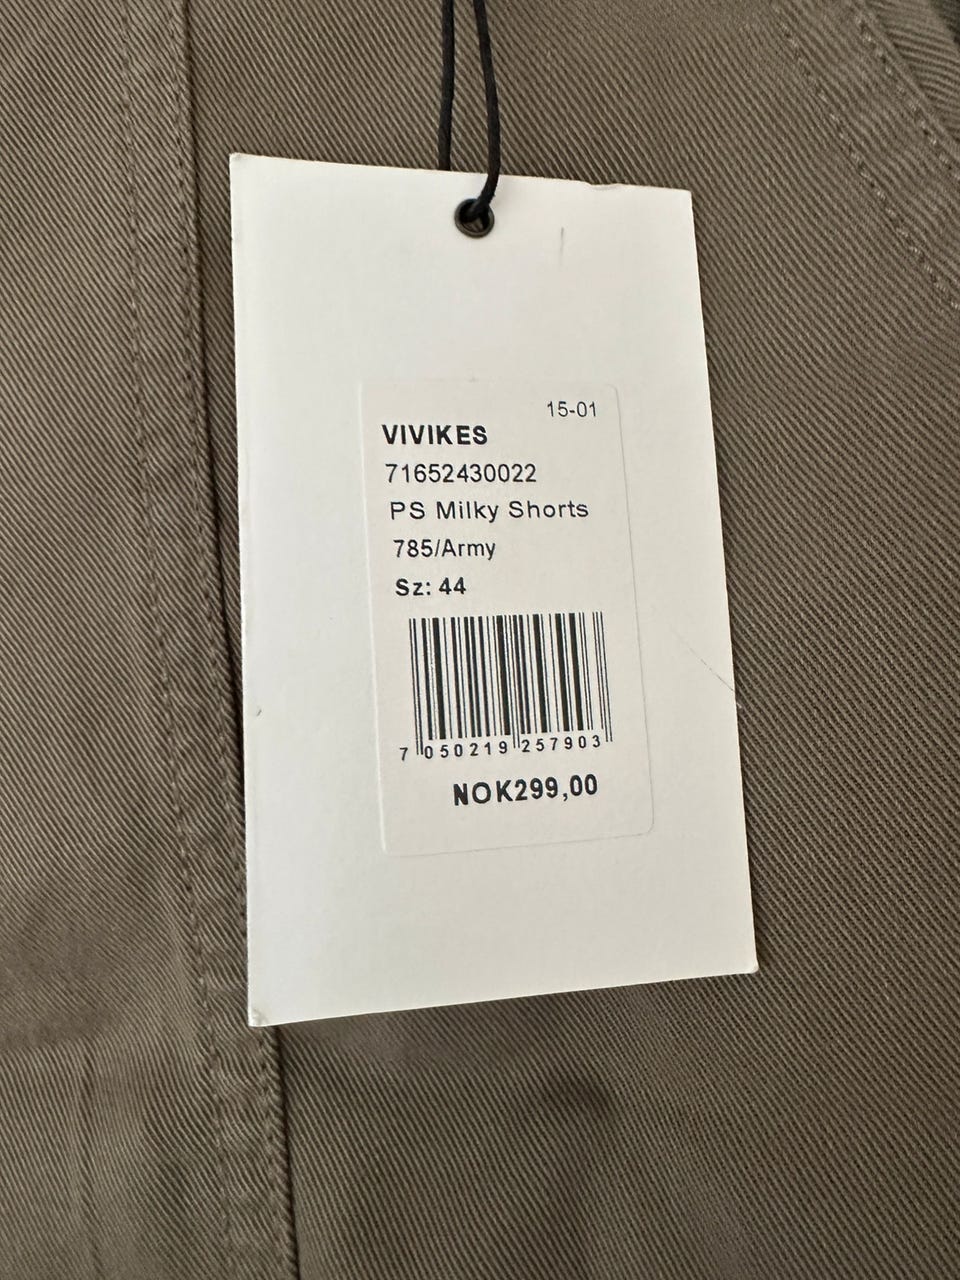 15-01
VIVIKES
71652430022
PS Milky Shorts
785/Army
Sz: 44
7 050219 257903
NOK299,00